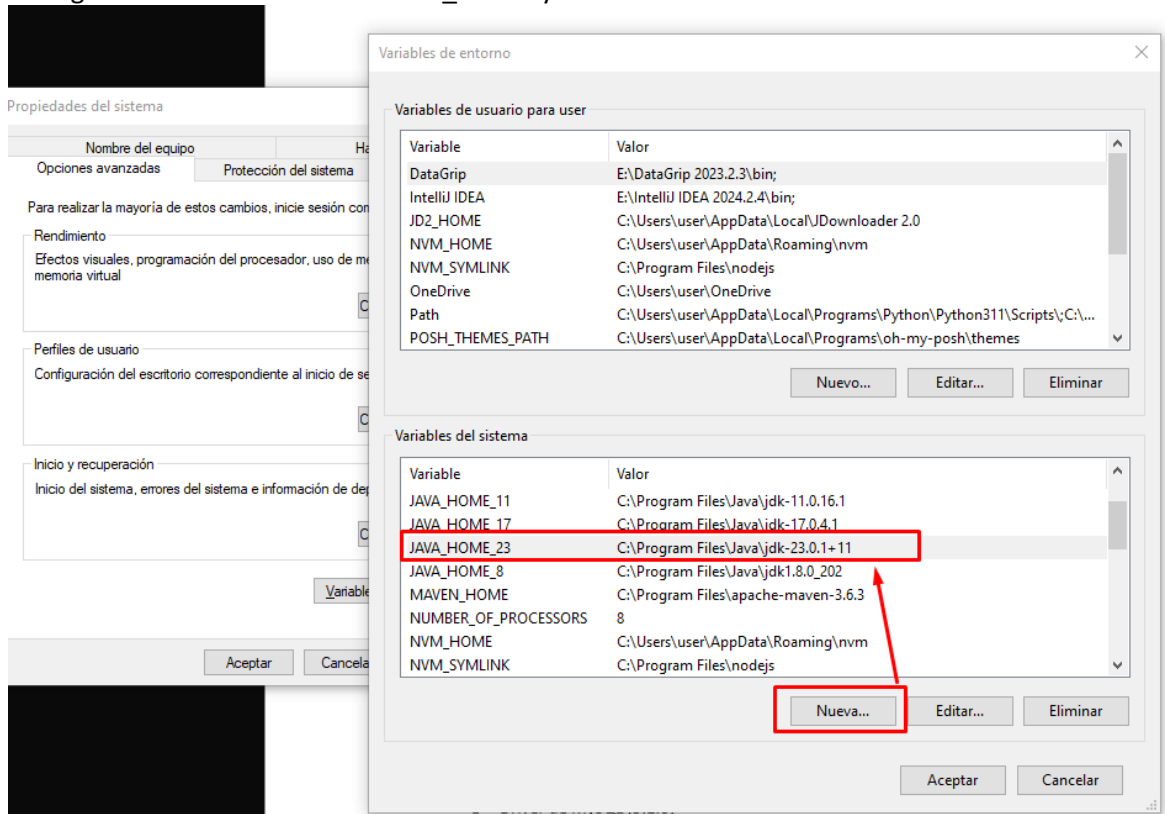 Variables de entorno
Propiedades del sistema
Nombre del equipo
Opciones avanzadas Protección del sistema
Para realizar la mayoría de estos cambios, inicie sesión
Rendimiento
Efectos visuales, programación del procesador, uso de
memoria virtual
Perfiles de usuario
Configuración del escritorio correspondiente al inicio de
Inicio y recuperación
Inicio del sistema, errores del sistema e información de
Aceptar
Variables de usuario para user
Variable Valor
DataGrip E:\DataGrip 2023.2.3\bin;
IntelliJ IDEA E:\IntelliJ IDEA 2024.2.4\bin;
JD2_HOME C:\Users\user\AppData\Local\JDownloader 2.0
NVM_HOME C:\Users\user\AppData\Roaming\nvm
NVM_SYMLINK C:\Program Files\nodejs
OneDrive C:\Users\user\OneDrive
Path C:\Users\user\AppData\Local\Programs\Python\Python311\Scripts\;C:\...
POSH_THEMES_PATH C:\Users\user\AppData\Local\Programs\oh-my-posh\themes
Nuevo... Editar... Eliminar
Variables del sistema
Variable Valor
JAVA_HOME_11 C:\Program Files\Java\jdk-11.0.16.1
JAVA_HOME_17 C:\Program Files\Java\jdk-17.0.4.1
JAVA_HOME_23 C:\Program Files\Java\jdk-23.0.1+11
JAVA_HOME_8 C:\Program Files\Java\jdk1.8.0_202
MAVEN_HOME C:\Program Files\apache-maven-3.6.3
NUMBER_OF_PROCESSORS 8
NVM_HOME C:\Users\user\AppData\Roaming\nvm
NVM_SYMLINK C:\Program Files\nodejs
Nueva... Editar... Eliminar
Aceptar Cancelar